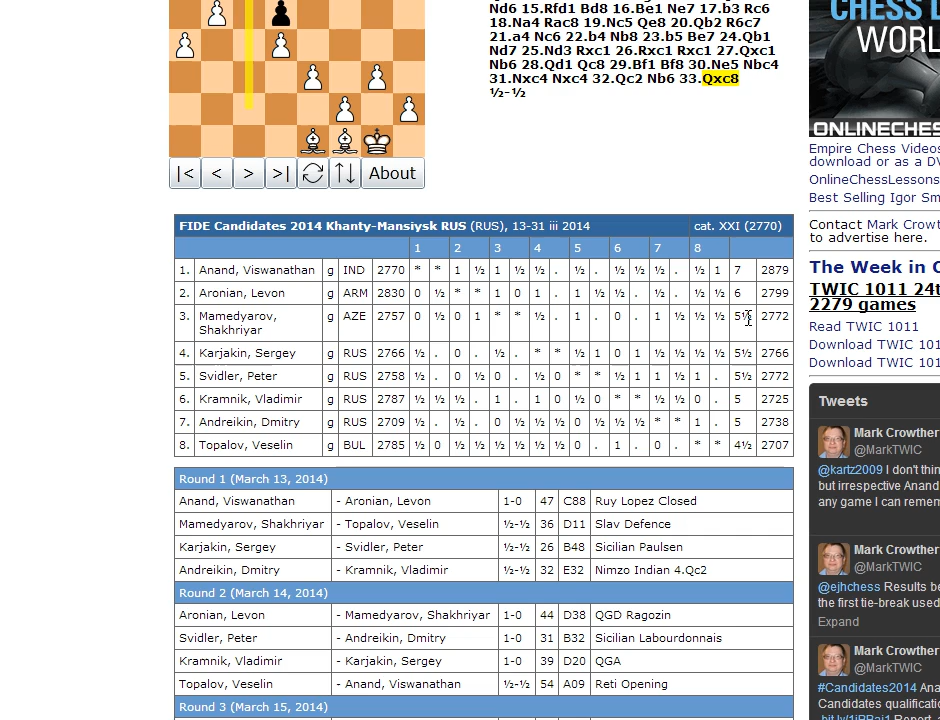 Nd6 15.Rfd1 Bd8 16.Be1 Ne7 17.b3 Rc6
18.Na4 Rac8 19.Nc5 Qe8 20.Qb2 R6c7
21.a4 Nc6 22.b4 Nb8 23.b5 Be7 24.Qb1
Nd7 25.Nd3 Rxc1 26.Rxc1 Rxc1 27.Qxc1
Nb6 28.Qd1 Qc8 29.Bf1 Bf8 30.Ne5 Nbc4
31.Nxc4 Nxc4 32.Qc2 Nb6 33.Qxc8
½-½
|< < > >| About
FIDE Candidates 2014 Khanty-Mansiysk RUS (RUS), 13-31 iii 2014 cat. XXI (2770)
1 2 3 4 5 6 7 8
1. Anand, Viswanathan g IND 2770 * * 1 ½ 1 ½ ½ . ½ . ½ ½ ½ . ½ 1 7 2879
2. Aronian, Levon g ARM 2830 0 ½ * * 1 0 1 . 1 ½ ½ . ½ . ½ ½ 6 2799
3. Mamedyarov, Shakhriyar g AZE 2757 0 ½ 0 1 * * ½ . 1 . 0 . 1 ½ ½ ½ 5½ 2772
4. Karjakin, Sergey g RUS 2766 ½ . 0 . ½ . * * ½ 1 0 1 ½ ½ ½ ½ 5½ 2766
5. Svidler, Peter g RUS 2758 ½ . 0 ½ 0 . ½ 0 * * ½ 1 1 ½ 1 . 5½ 2772
6. Kramnik, Vladimir g RUS 2787 ½ ½ ½ . 1 . 1 0 ½ 0 * * ½ ½ 0 . 5 2725
7. Andreikin, Dmitry g RUS 2709 ½ . ½ . 0 ½ ½ ½ 0 ½ ½ ½ * * 1 . 5 2738
8. Topalov, Veselin g BUL 2785 ½ 0 ½ ½ ½ ½ ½ ½ 0 . 1 . 0 . * * 4½ 2707
Round 1 (March 13, 2014)
Anand, Viswanathan - Aronian, Levon 1-0 47 C88 Ruy Lopez Closed
Mamedyarov, Shakhriyar - Topalov, Veselin ½-½ 36 D11 Slav Defence
Karjakin, Sergey - Svidler, Peter ½-½ 26 B48 Sicilian Paulsen
Andreikin, Dmitry - Kramnik, Vladimir ½-½ 32 E32 Nimzo Indian 4.Qc2
Round 2 (March 14, 2014)
Aronian, Levon - Mamedyarov, Shakhriyar 1-0 44 D38 QGD Ragozin
Svidler, Peter - Andreikin, Dmitry 1-0 31 B32 Sicilian Labourdonnais
Kramnik, Vladimir - Karjakin, Sergey 1-0 39 D20 QGA
Topalov, Veselin - Anand, Viswanathan ½-½ 54 A09 Reti Opening
Round 3 (March 15, 2014)
CHESS L
WORL
ONLINECHES
Empire Chess Videos
download or as a DV
OnlineChessLessons
Best Selling Igor Sm
Contact Mark Crowt
to advertise here.
The Week in C
TWIC 1011 24t
2279 games
Read TWIC 1011
Download TWIC 101
Download TWIC 101
Tweets
Mark Crowther
@MarkTWIC
@kartz2009 I don't thin
but irrespective Anand
any game I can remem
Mark Crowther
@MarkTWIC
@ejhchess Results be
the first tie-break used
Expand
Mark Crowther
@MarkTWIC
#Candidates2014 Ana
Candidates qualificatio